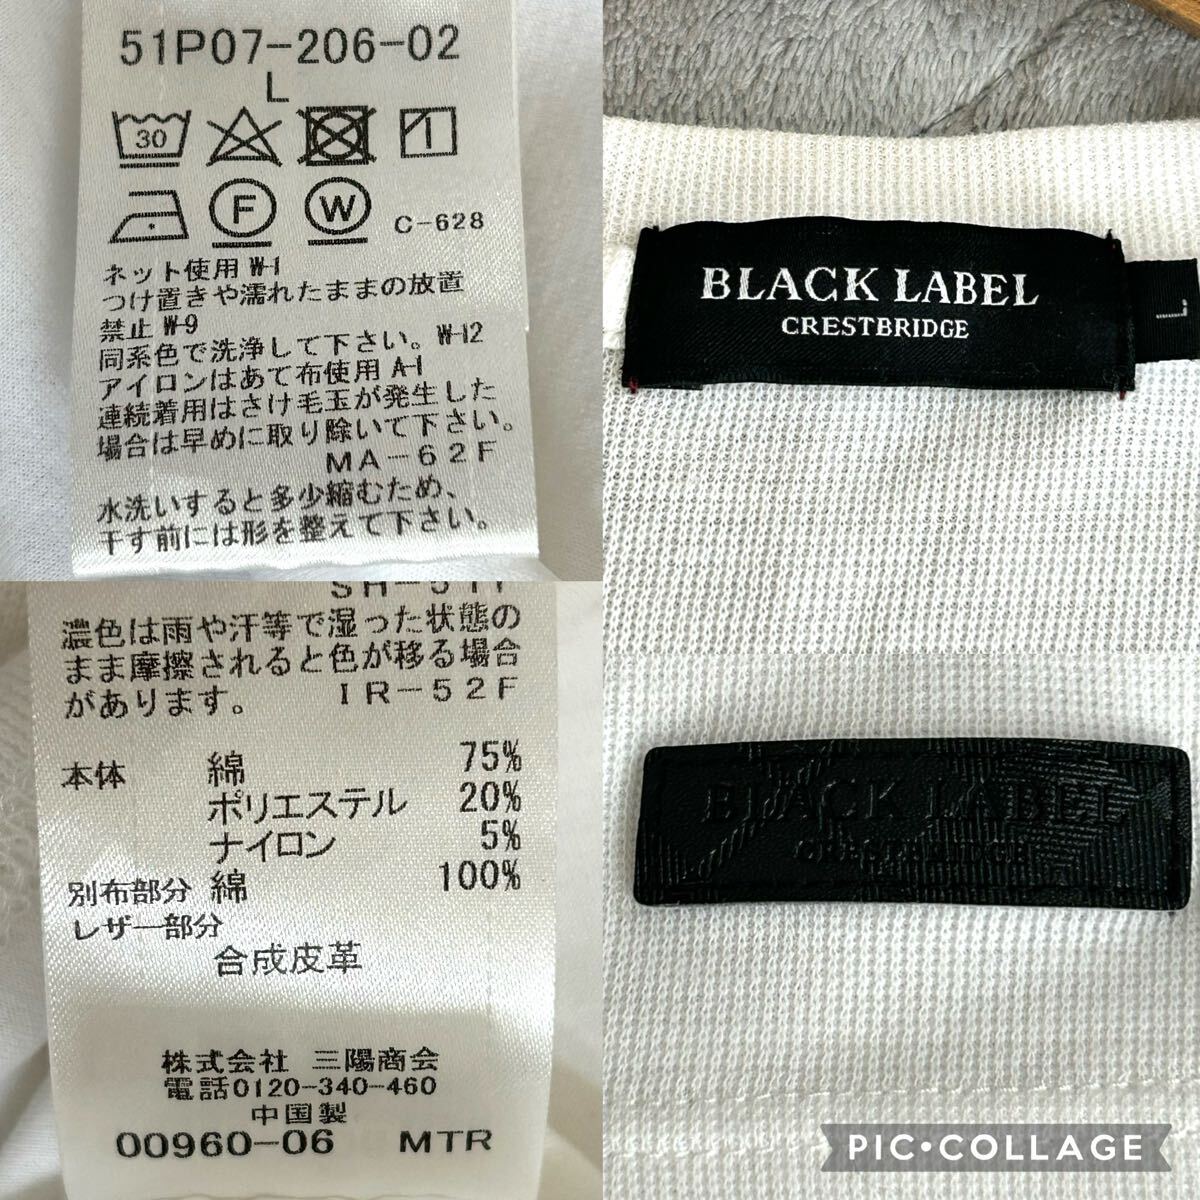 51P07-206-02
L
30
1
F W C-628
ネット使用 W-1
つけ置きや濡れたままの放置
禁止 W-9
同系色で洗浄して下さい。W-12
アイロンはあて布使用 A-1
連続着用はさけ毛玉が発生した
場合は早めに取り除いて下さい。
MA-62F
水洗いすると多少縮むため、
干す前には形を整えて下さい。
濃色は雨や汗等で湿った状態の
まま摩擦されると色が移る場合
があります。 IR-52F
本体 綿 75%
ポリエステル 20%
ナイロン 5%
別布部分 綿 100%
レザー部分
合成皮革
株式会社 三陽商会
電話0120-340-460
中国製
00960-06 MTR
BLACK LABEL
CRESTBRIDGE
L
BLACK LABEL
CRESTBRIDGE
PIC•COLLAGE